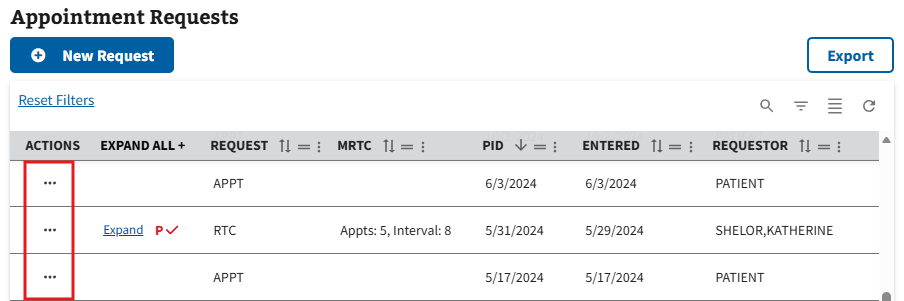 Appointment Requests
New Request
Export
Reset Filters
ACTIONS EXPAND ALL + REQUEST MRTC PID ENTERED REQUESTOR
... APPT 6/3/2024 6/3/2024 PATIENT
... Expand P RTC Appts: 5, Interval: 8 5/31/2024 5/29/2024 SHELOR,KATHERINE
... APPT 5/17/2024 5/17/2024 PATIENT